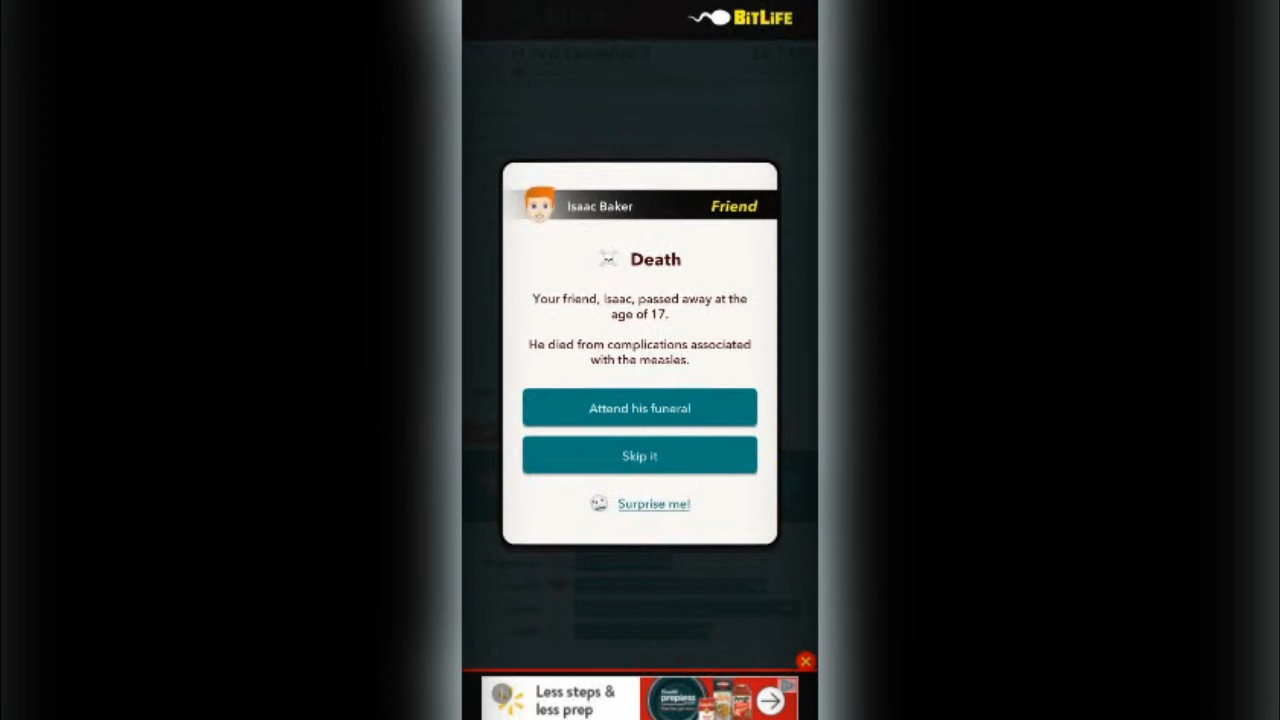 BITLIFE
Isaac Baker
Friend
Death
Your friend, Isaac, passed away at the
age of 17.
He died from complications associated
with the measles.
Attend his funeral
Skip it
Surprise me!
Less steps &
less prep
prepless